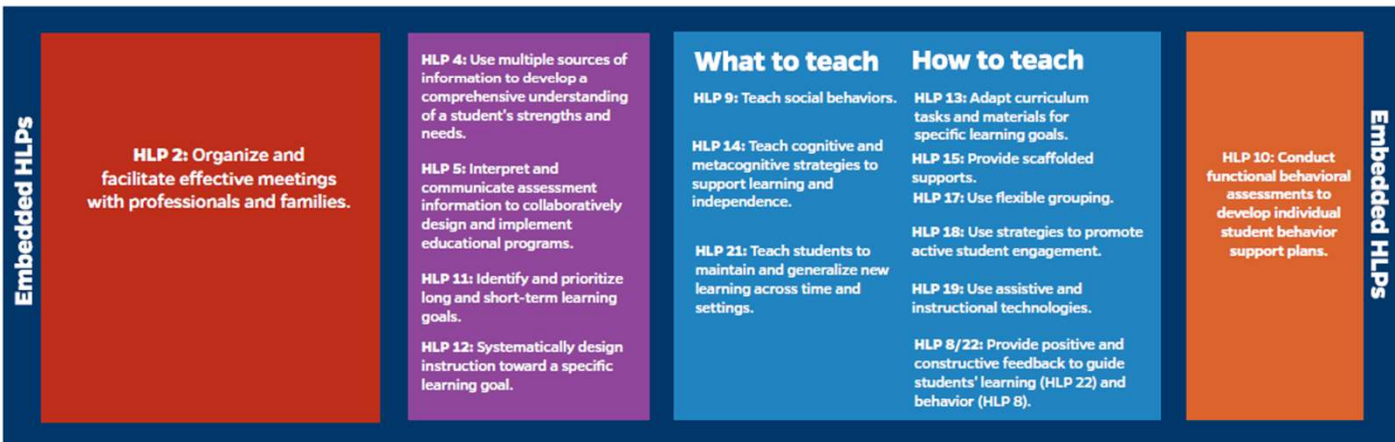 Embedded HLPs
HLP 2: Organize and
facilitate effective meetings
with professionals and families.
HLP 4: Use multiple sources of
information to develop a
comprehensive understanding
of a student's strengths and
needs.
HLP 5: Interpret and
communicate assessment
information to collaboratively
design and implement
educational programs.
HLP 11: Identify and prioritize
long and short-term learning
goals.
HLP 12: Systematically design
instruction toward a specific
learning goal.
What to teach
HLP 9: Teach social behaviors.
HLP 14: Teach cognitive and
metacognitive strategies to
support learning and
independence.
HLP 21: Teach students to
maintain and generalize new
learning across time and
settings.
How to teach
HLP 13: Adapt curriculum
tasks and materials for
specific learning goals.
HLP 15: Provide scaffolded
supports.
HLP 17: Use flexible grouping.
HLP 18: Use strategies to promote
active student engagement.
HLP 19: Use assistive and
instructional technologies.
HLP 8/22: Provide positive and
constructive feedback to guide
students' learning (HLP 22) and
behavior (HLP 8).
HLP 10: Conduct
functional behavioral
assessments to
develop individual
student behavior
support plans.
Embedded HLPs